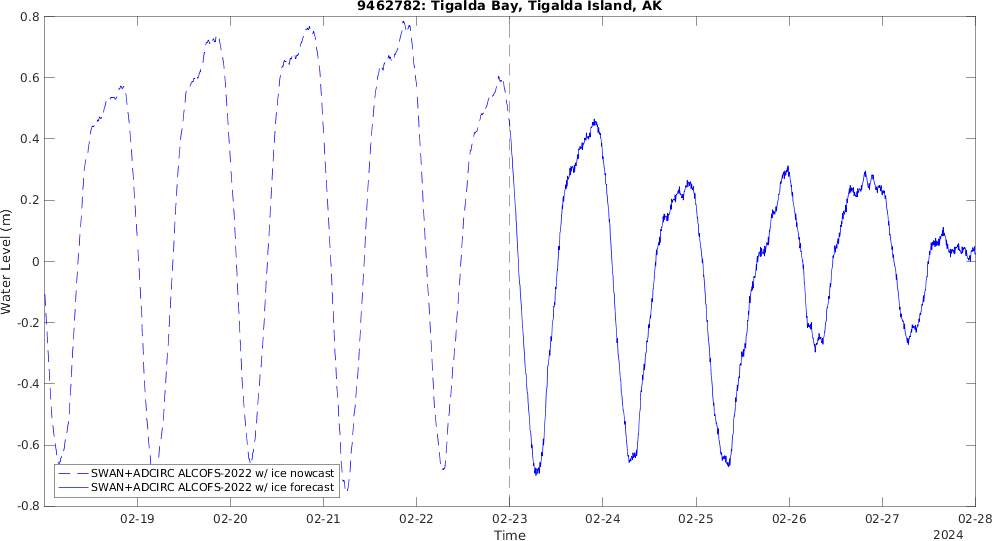 9462782: Tigalda Bay, Tigalda Island, AK
0.8
0.6
0.4
0.2
0
-0.2
-0.4
-0.6
-0.8
Water Level (m)
SWAN+ADCIRC ALCOFS-2022 w/ ice nowcast
SWAN+ADCIRC ALCOFS-2022 w/ ice forecast
02-19 02-20 02-21 02-22 02-23 02-24 02-25 02-26 02-27 02-28
Time
2024